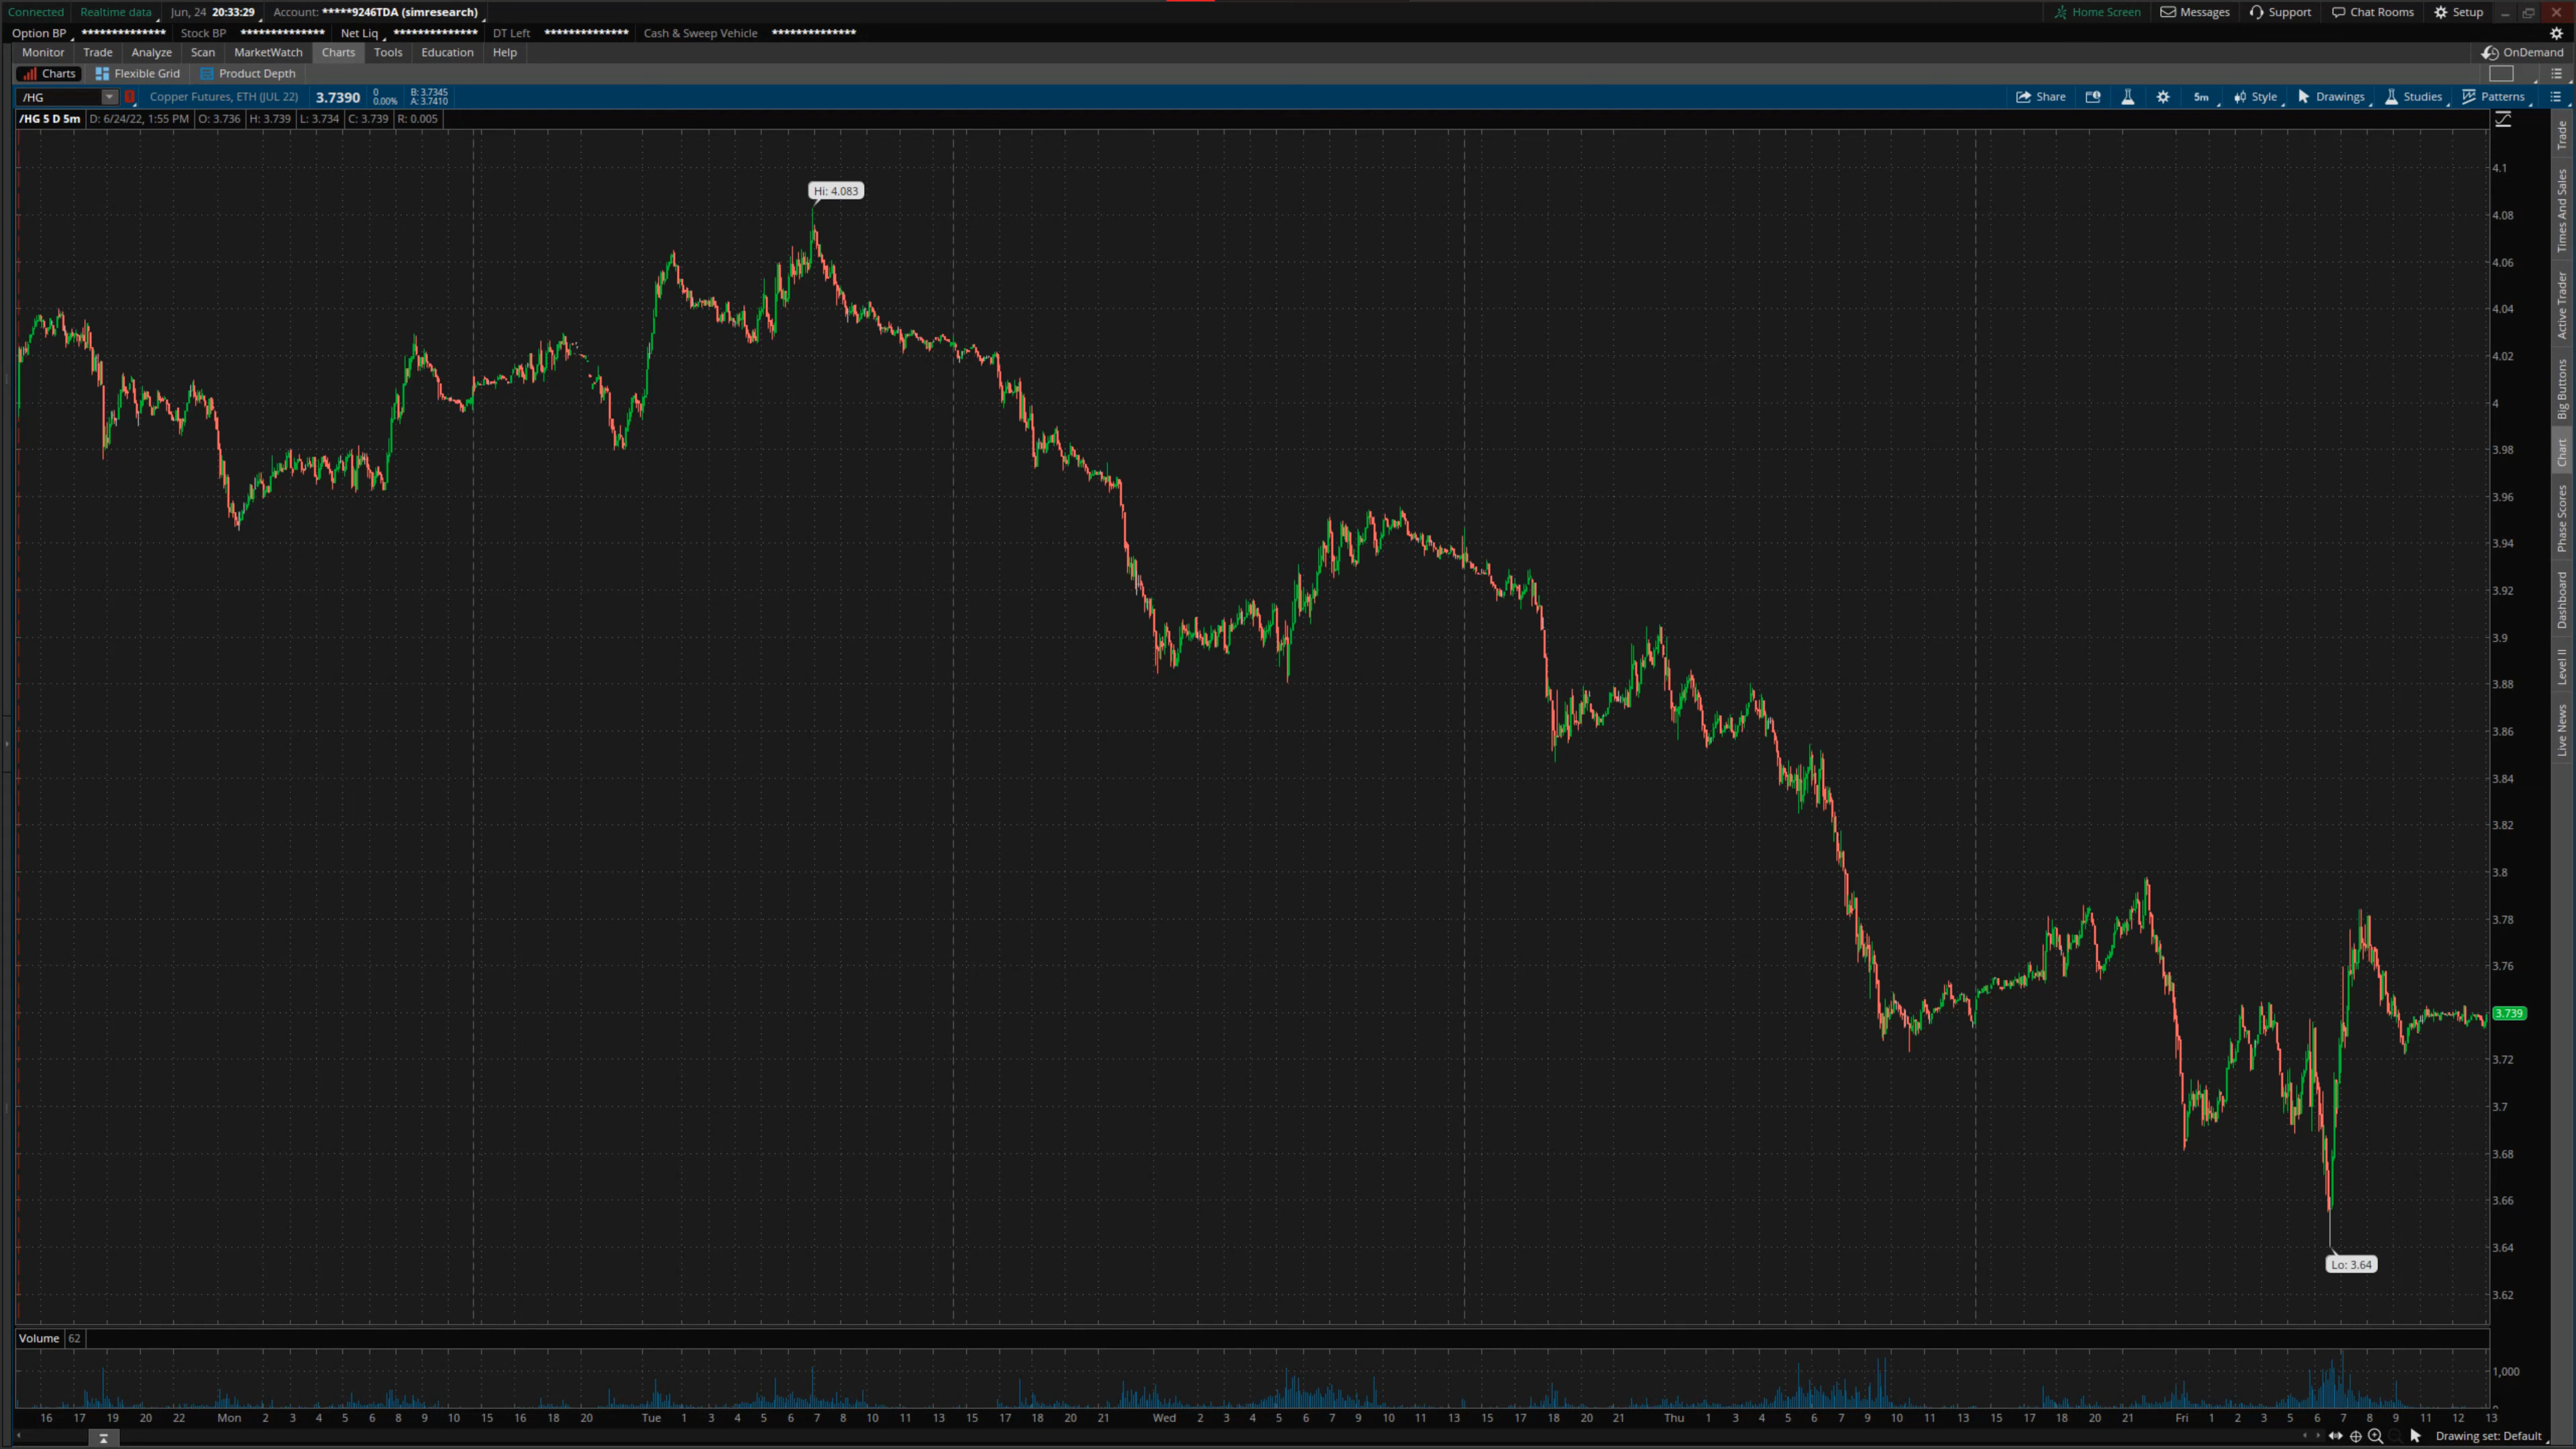 Connected Realtime data Jun, 24 20:33:29 Account: *****9246TDA (simresearch) Home Screen Messages Support Chat Rooms Setup
Option BP ************** Stock BP ************** Net Liq ************** DT Left ************** Cash & Sweep Vehicle **************
Monitor Trade Analyze Scan MarketWatch Charts Tools Education Help OnDemand
Charts Flexible Grid Product Depth
/HG Copper Futures, ETH (JUL 22) 3.7390 0 0.00% B: 3.7345 A: 3.7410 Share 5m Style Drawings Studies Patterns
/HG 5 D 5m D: 6/24/22, 1:55 PM O: 3.736 H: 3.739 L: 3.734 C: 3.739 R: 0.005
Hi: 4.083
4.1
4.08
4.06
4.04
4.02
4
3.98
3.96
3.94
3.92
3.9
3.88
3.86
3.84
3.82
3.8
3.78
3.76
3.739
3.72
3.7
3.68
3.66
3.64
3.62
Lo: 3.64
Trade
Times And Sales
Active Trader
Big Buttons
Chart
Phase Scores
Dashboard
Level II
Live News
Volume 62
1,000
16 17 19 20 22 Mon 2 3 4 5 6 8 9 10 15 16 18 20 Tue 1 3 4 5 6 7 8 10 11 13 15 17 18 20 21 Wed 2 3 4 5 6 7 9 10 11 13 15 17 18 20 21 Thu 1 3 4 5 6 7 9 10 11 13 15 17 18 20 21 Fri 1 2 3 5 6 7 8 9 11 12 13
Drawing set: Default